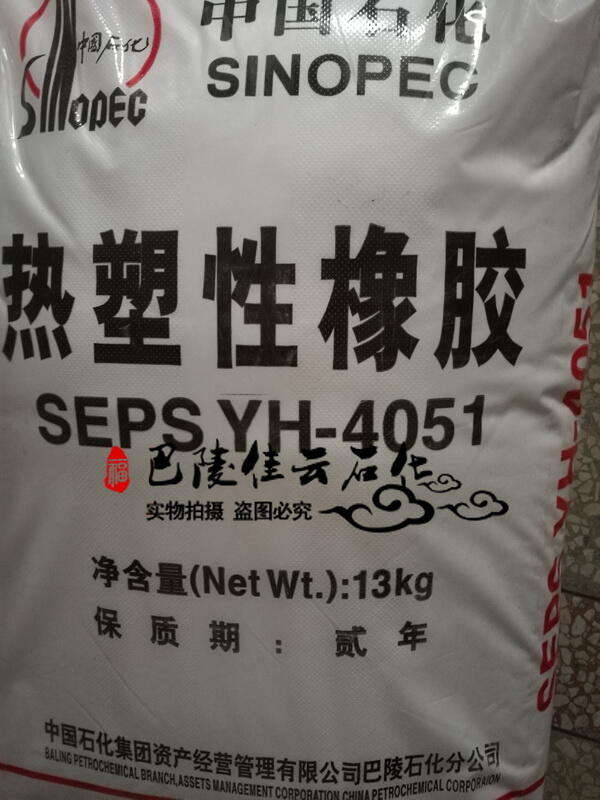 中国石化
SINOPEC
中国石化
SINOPEC
热塑性橡胶
SEPS YH-4051
福
巴陵佳云石化
实物拍摄 盗图必究
净含量(Net Wt.):13kg
保质期：贰年
中国石化集团资产经营管理有限公司巴陵石化分公司
BALING PETROCHEMICAL BRANCH,ASSETS MANAGEMENT CORPORATION,CHINA PETROCHEMICAL CORPORAION
SEPS YH-4051